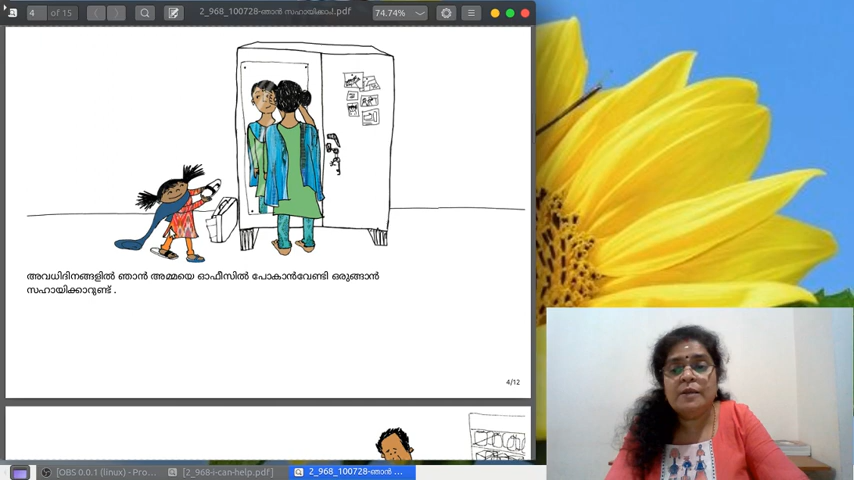 4
of 15
2_968_100728-ഞാൻ സഹായിക്കാം!.pdf
74.74%
അവധിദിനങ്ങളിൽ ഞാൻ അമ്മയെ ഓഫീസിൽ പോകാൻവേണ്ടി ഒരുങ്ങാൻ
സഹായിക്കാറുണ്ട് .
4/12
[OBS 0.0.1 (linux) - Pro...
[2_968-i-can-help.pdf]
2_968_100728-ഞാൻ ...